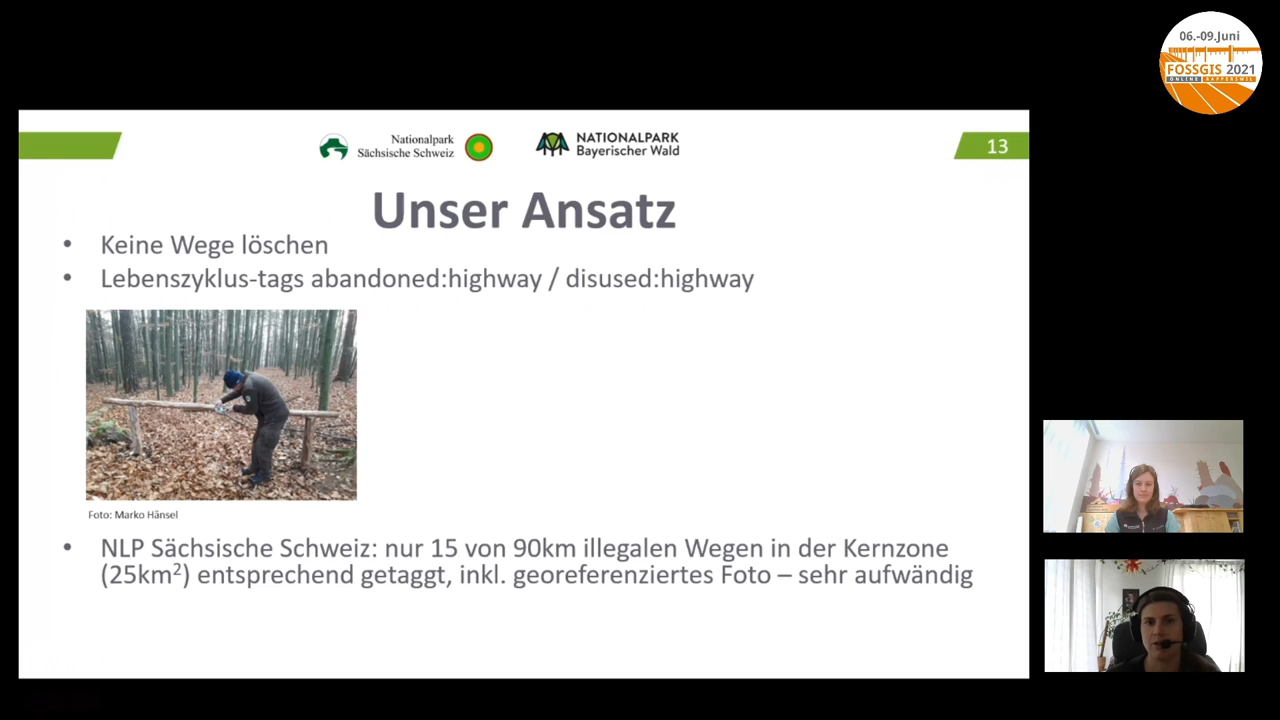 06.-09.Juni
FOSSGIS 2021
ONLINE RAPPERSWIL
Nationalpark
Sächsische Schweiz
NATIONALPARK
Bayerischer Wald
13
Unser Ansatz
• Keine Wege löschen
• Lebenszyklus-tags abandoned:highway / disused:highway
Foto: Marko Hänsel
• NLP Sächsische Schweiz: nur 15 von 90km illegalen Wegen in der Kernzone
(25km²) entsprechend getaggt, inkl. georeferenziertes Foto – sehr aufwändig